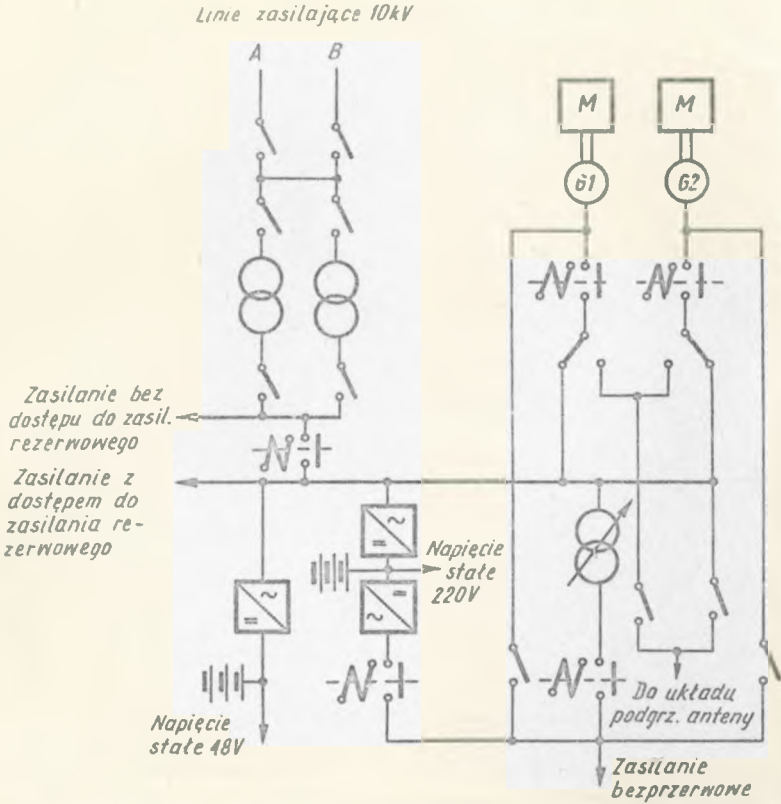 Linie zasilające 10kV
A
B
M
M
G1
G2
Zasilanie bez
dostępu do zasil.
rezerwowego
Zasilanie z
dostępem do
zasilania re-
zerwowego
Napięcie
stałe
220V
Napięcie
stałe 48V
Do układu
podgrz. anteny
Zasilanie
bezprzerwowe